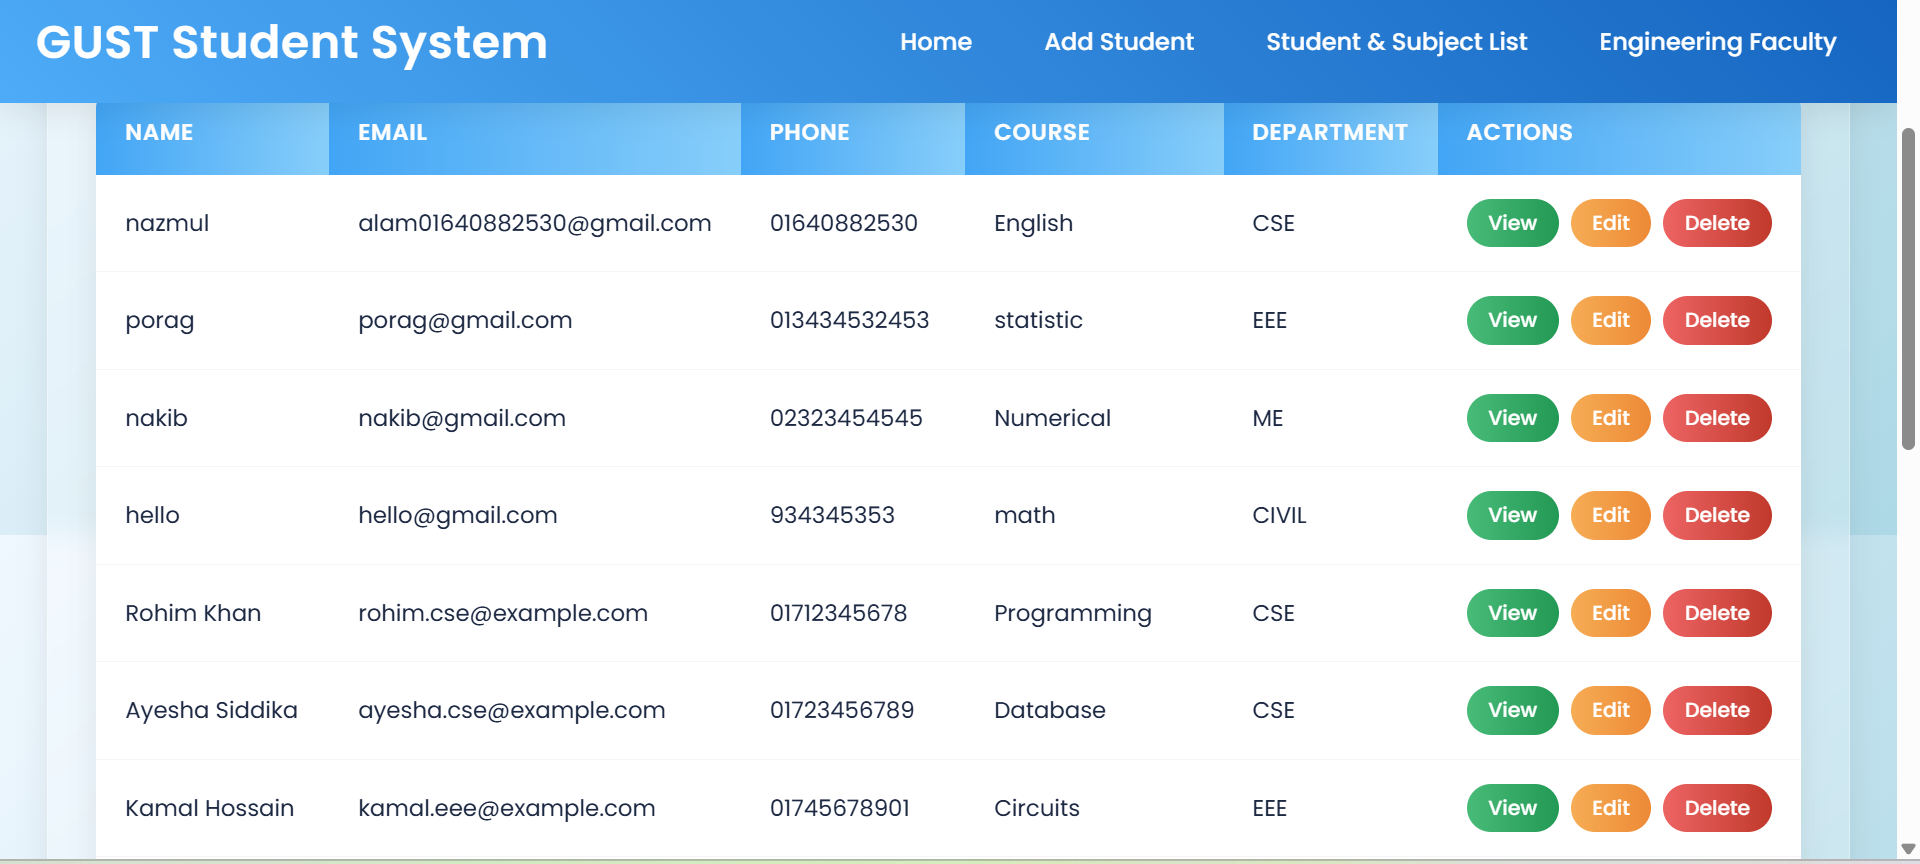 GUST Student System Home Add Student Student & Subject List Engineering Faculty
NAME EMAIL PHONE COURSE DEPARTMENT ACTIONS
nazmul alam01640882530@gmail.com 01640882530 English CSE View Edit Delete
porag porag@gmail.com 013434532453 statistic EEE View Edit Delete
nakib nakib@gmail.com 02323454545 Numerical ME View Edit Delete
hello hello@gmail.com 934345353 math CIVIL View Edit Delete
Rohim Khan rohim.cse@example.com 01712345678 Programming CSE View Edit Delete
Ayesha Siddika ayesha.cse@example.com 01723456789 Database CSE View Edit Delete
Kamal Hossain kamal.eee@example.com 01745678901 Circuits EEE View Edit Delete